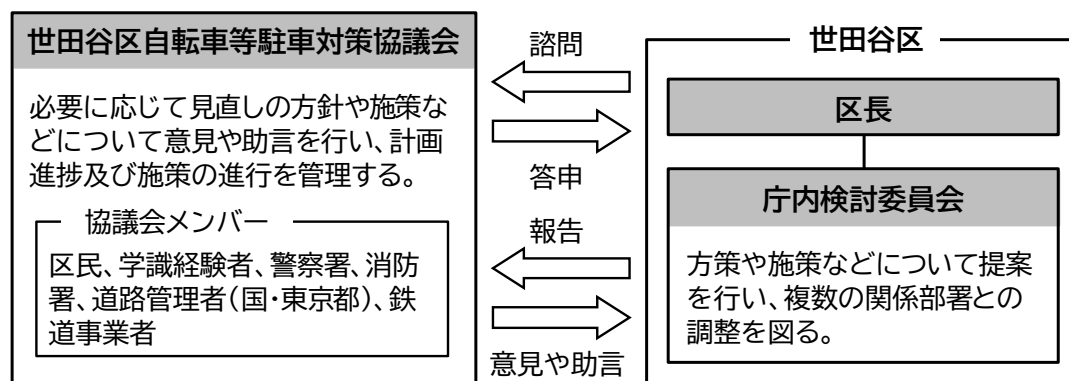 世田谷区自転車等駐車対策協議会
必要に応じて見直しの方針や施策な
どについて意見や助言を行い、計画
進捗及び施策の進行を管理する。
協議会メンバー
区民、学識経験者、警察署、消防
署、道路管理者(国・東京都)、鉄
道事業者
諮問
答申
報告
意見や助言
世田谷区
区長
庁内検討委員会
方策や施策などについて提案
を行い、複数の関係部署との
調整を図る。